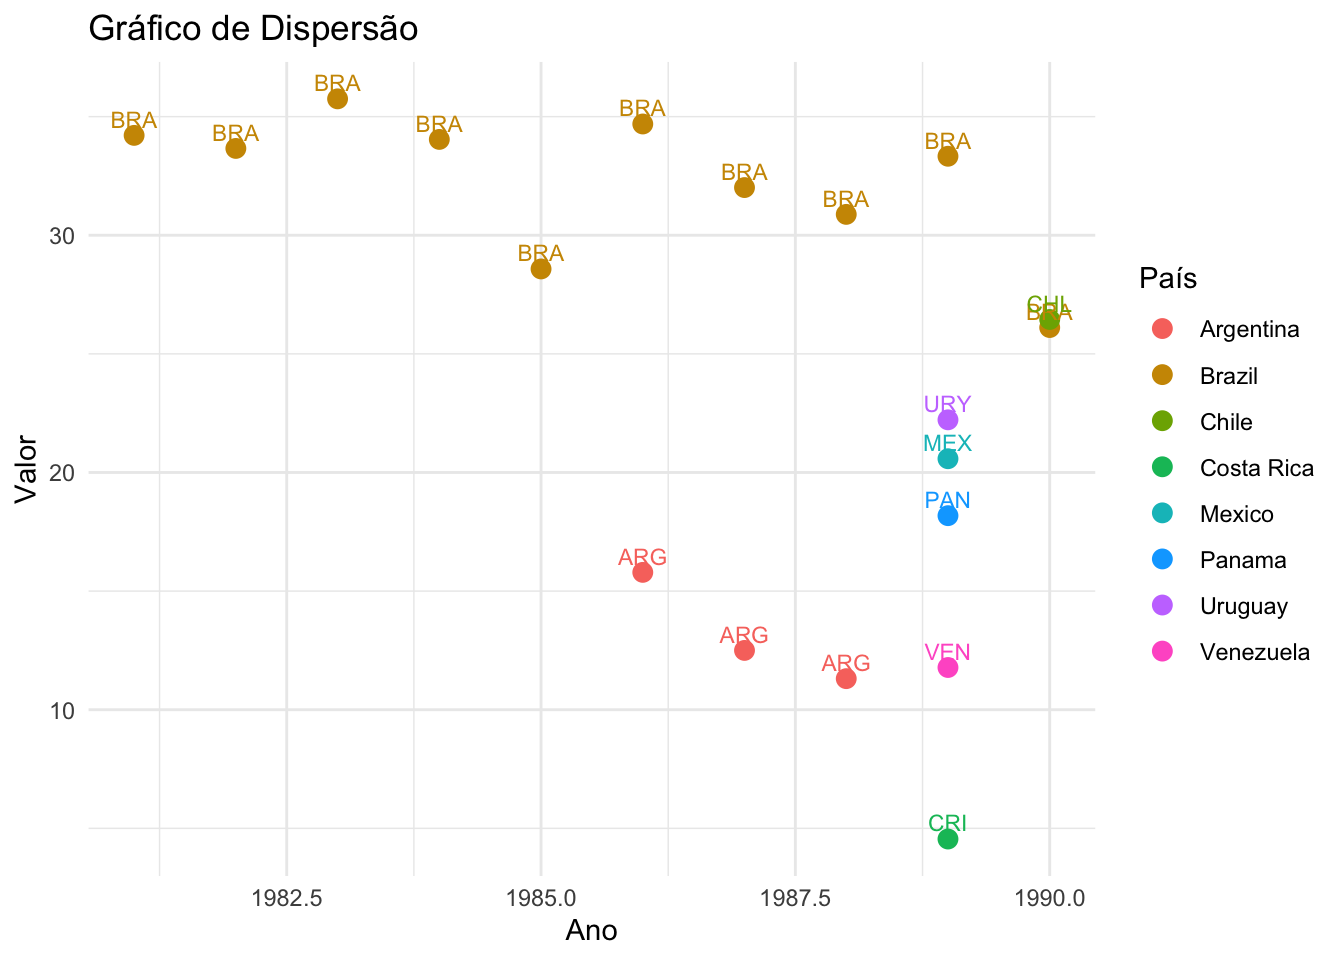 Gráfico de Dispersão
BRA
BRA
BRA
BRA
BRA
BRA
BRA
BRA
BRA
CHL
BRA
URY
MEX
PAN
ARG
ARG
ARG
VEN
CRI
30
20
10
Valor
1982.5 1985.0 1987.5 1990.0
Ano
País
Argentina
Brazil
Chile
Costa Rica
Mexico
Panama
Uruguay
Venezuela